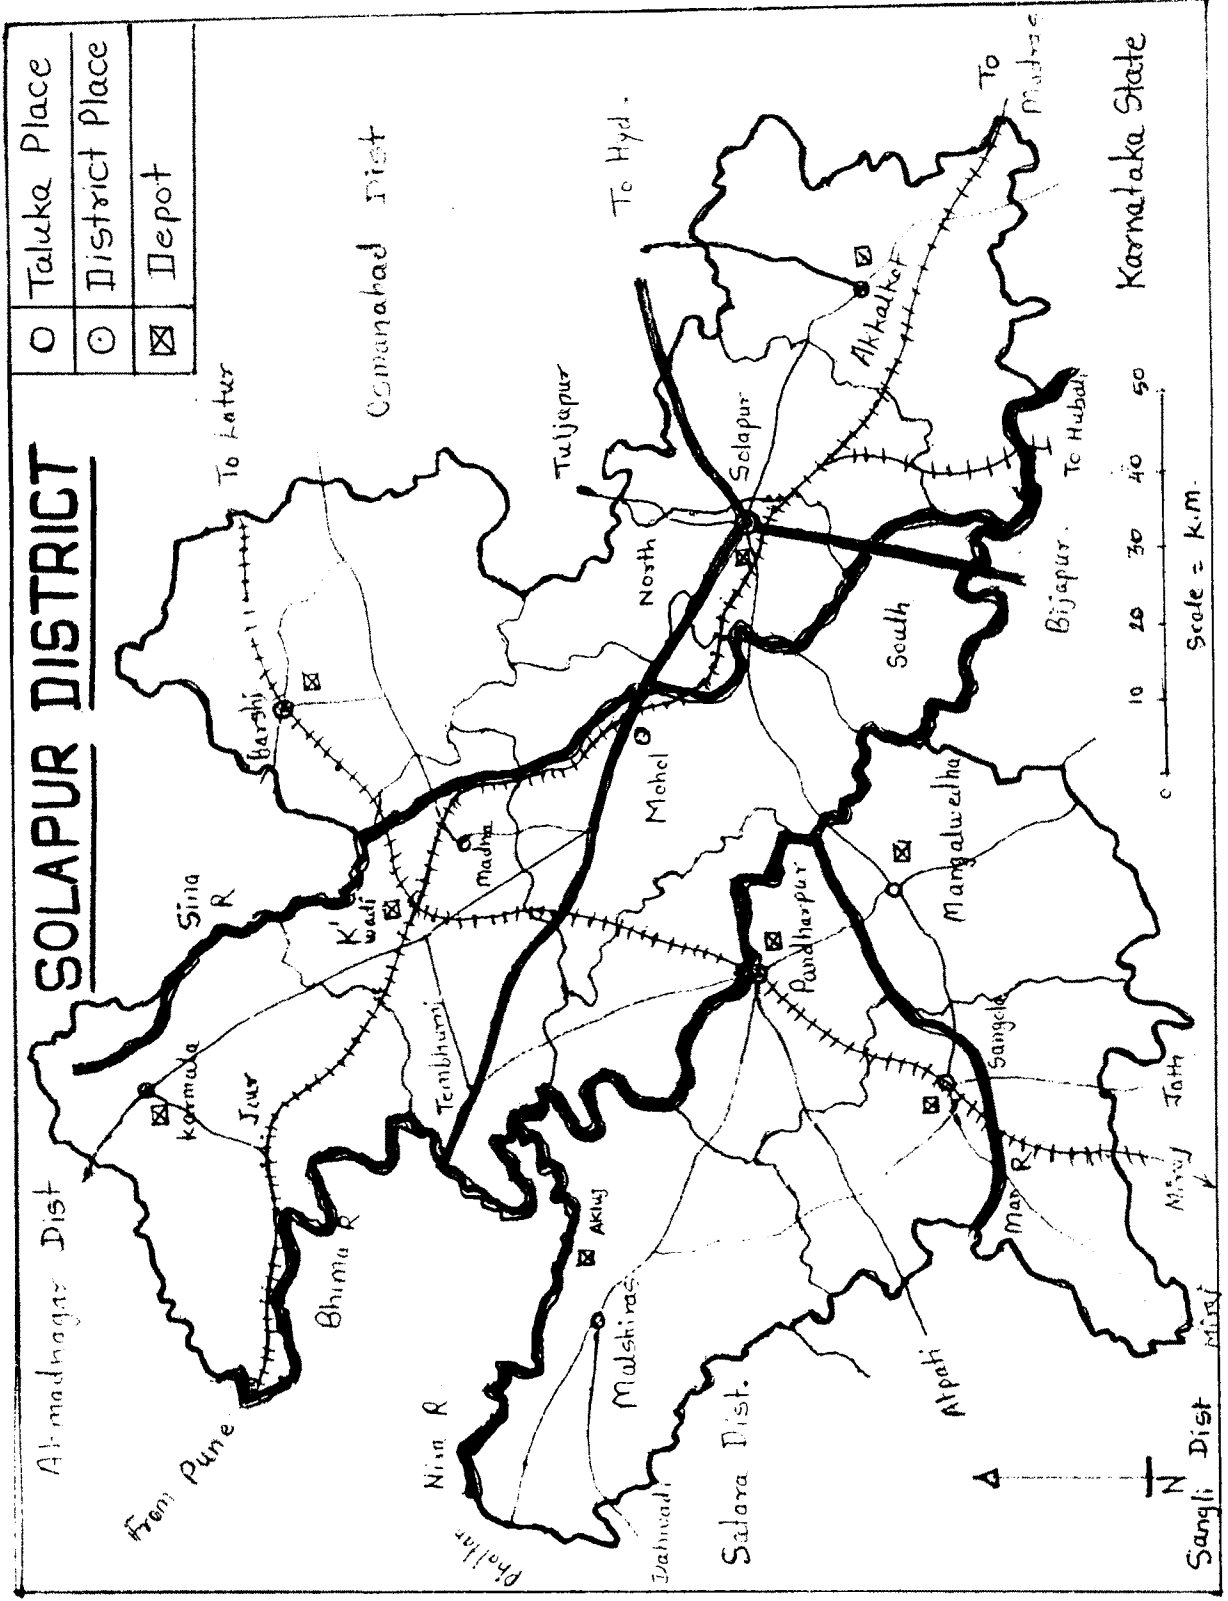 SOLAPUR DISTRICT
Taluka Place
District Place
Depot
Ahmadnagar Dist
Sina
R
To Latur
Karmala
Barshi
From Pune
Jeur
K'
wadi
Osmanabad Dist
Bhima R
Tembhurni
Madha
Tuljapur
Nira R
Akluj
North
To Hyd.
Phaltan
Malshiras
Mohol
Solapur
Satara Dist.
Pandharpur
Akkalkot
South
Mangalwedha
Atpati
Sangola
Man R
Bijapur.
To Hubali
To
Madras
Miraj
Jath
Karnataka State
0 10 20 30 40 50
Scale = K.m.
N
Sangli Dist
Miraj